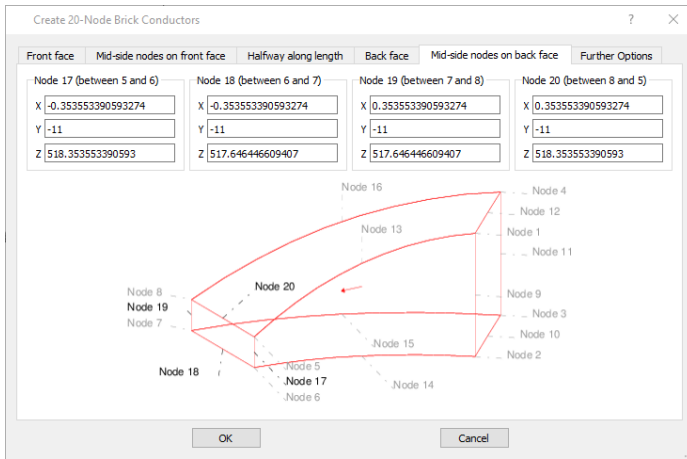 Create 20-Node Brick Conductors
?
Front face Mid-side nodes on front face Halfway along length Back face Mid-side nodes on back face Further Options
Node 17 (between 5 and 6) Node 18 (between 6 and 7) Node 19 (between 7 and 8) Node 20 (between 8 and 5)
X -0.353553390593274 X -0.353553390593274 X 0.353553390593274 X 0.353553390593274
Y -11 Y -11 Y -11 Y -11
Z 518.353553390593 Z 517.646446609407 Z 517.646446609407 Z 518.353553390593
Node 16
Node 4
Node 12
Node 13
Node 1
Node 11
Node 20
Node 8
Node 9
Node 19
Node 3
Node 7
Node 10
Node 15
Node 2
Node 5
Node 18
Node 17
Node 14
Node 6
OK Cancel